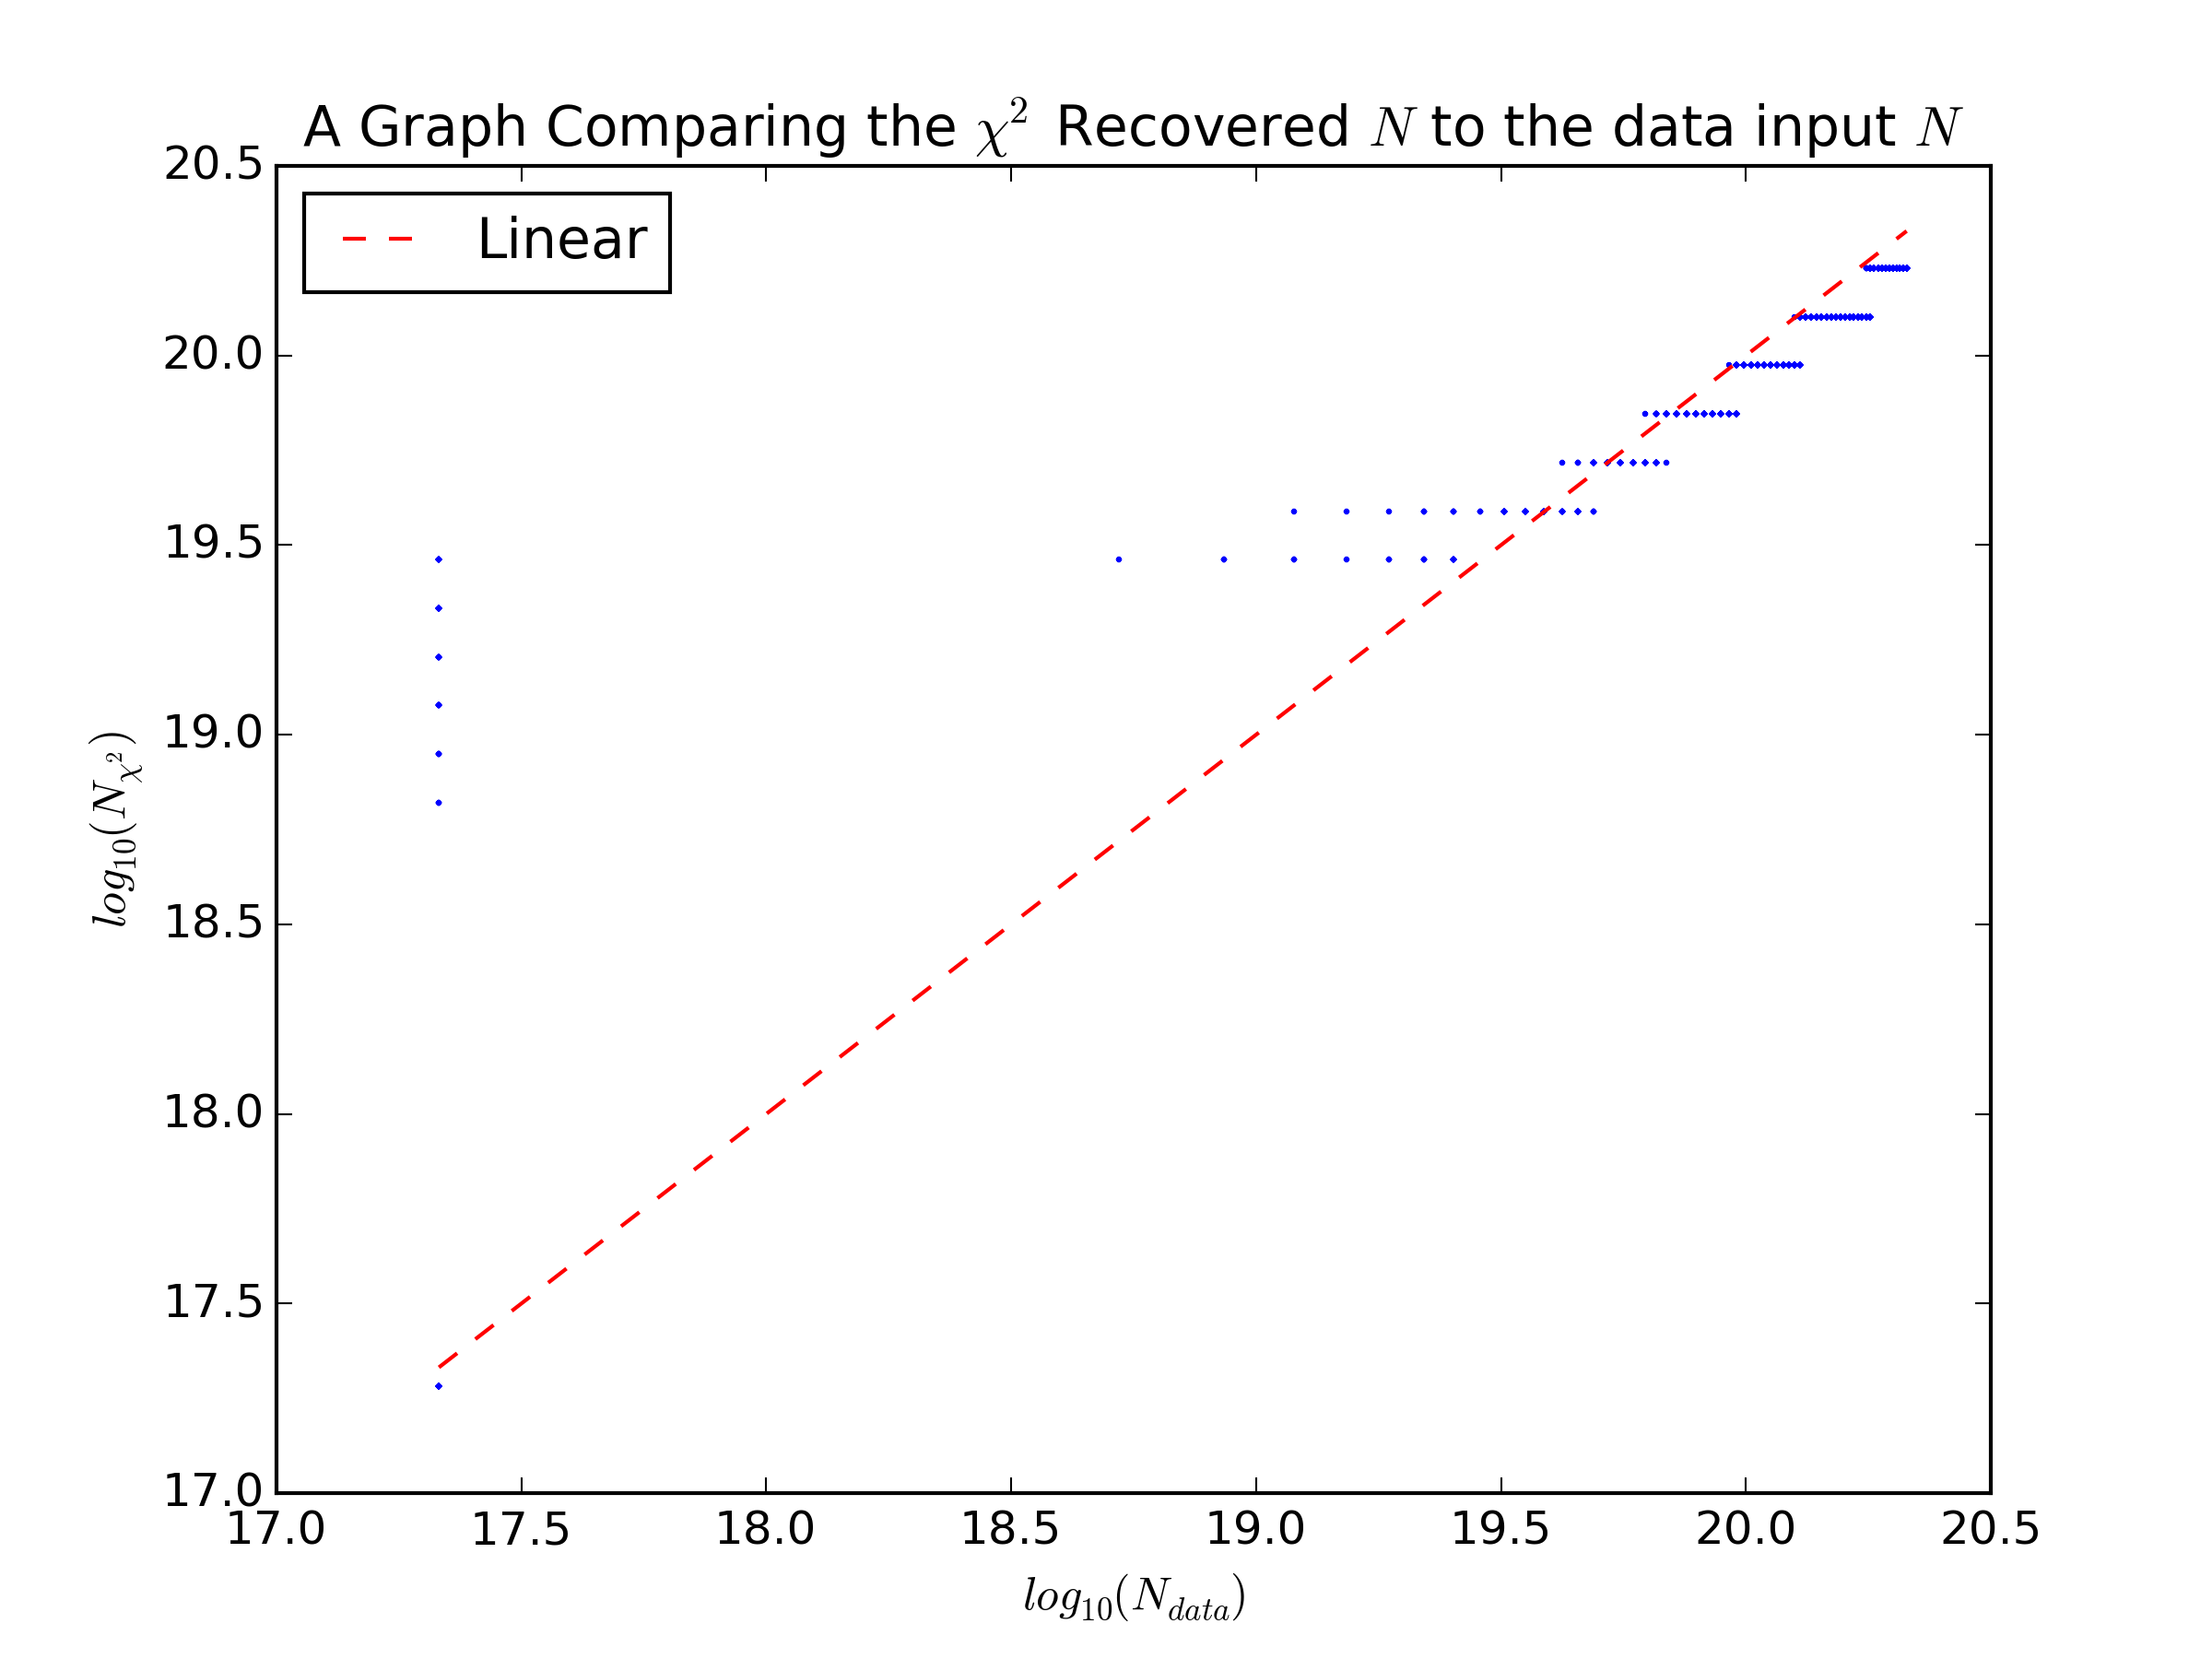 A Graph Comparing the χ² Recovered N to the data input N
Linear
20.5
20.0
19.5
19.0
18.5
18.0
17.5
17.0
log₁₀(N_χ²)
17.0 17.5 18.0 18.5 19.0 19.5 20.0 20.5
log₁₀(N_data)